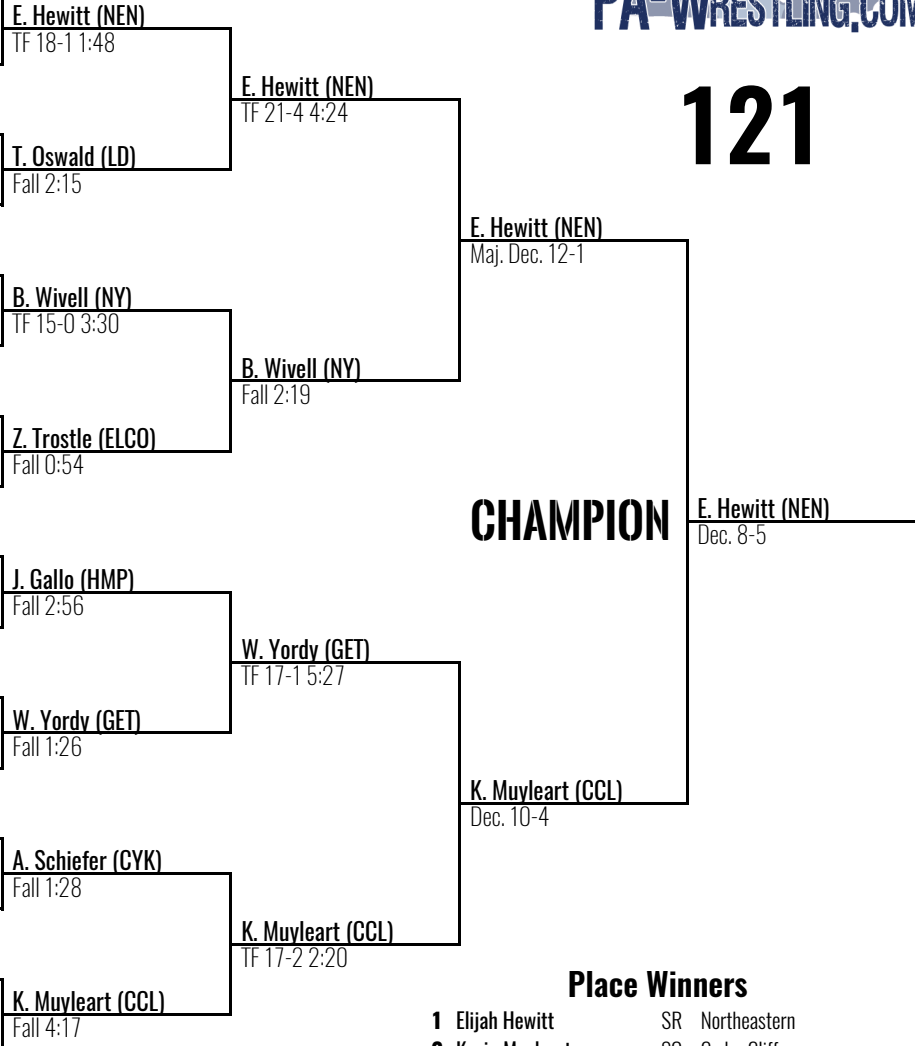 PA-WRESTLING.COM
121
E. Hewitt (NEN)
TF 18-1 1:48
E. Hewitt (NEN)
TF 21-4 4:24
T. Oswald (LD)
Fall 2:15
E. Hewitt (NEN)
Maj. Dec. 12-1
B. Wivell (NY)
TF 15-0 3:30
B. Wivell (NY)
Fall 2:19
Z. Trostle (ELCO)
Fall 0:54
CHAMPION
E. Hewitt (NEN)
Dec. 8-5
J. Gallo (HMP)
Fall 2:56
W. Yordy (GET)
TF 17-1 5:27
W. Yordy (GET)
Fall 1:26
K. Muyleart (CCL)
Dec. 10-4
A. Schiefer (CYK)
Fall 1:28
K. Muyleart (CCL)
TF 17-2 2:20
K. Muyleart (CCL)
Fall 4:17
Place Winners
1 Elijah Hewitt SR Northeastern